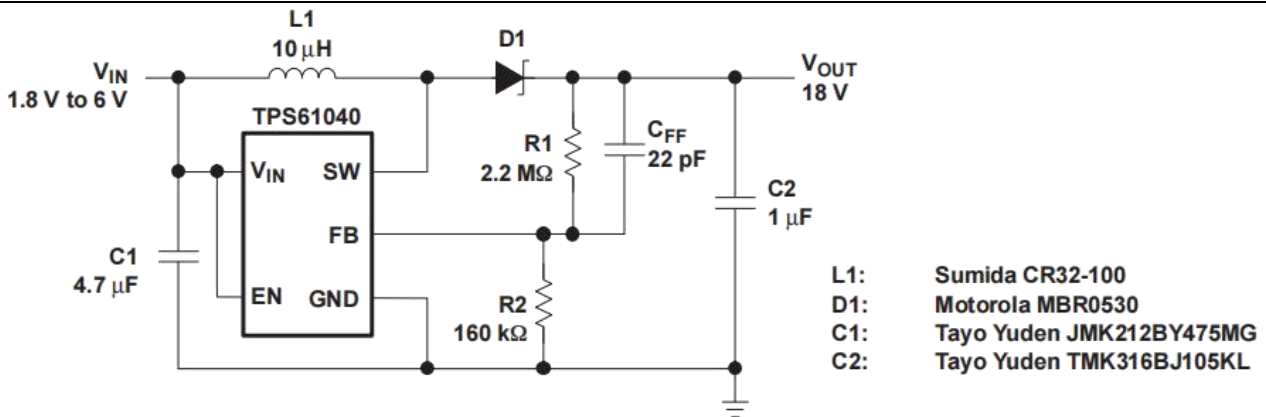 L1
10 μH
D1
VIN
1.8 V to 6 V
VOUT
18 V
TPS61040
VIN
SW
FB
EN
GND
R1
2.2 MΩ
CFF
22 pF
C2
1 μF
C1
4.7 μF
R2
160 kΩ
L1: Sumida CR32-100
D1: Motorola MBR0530
C1: Tayo Yuden JMK212BY475MG
C2: Tayo Yuden TMK316BJ105KL